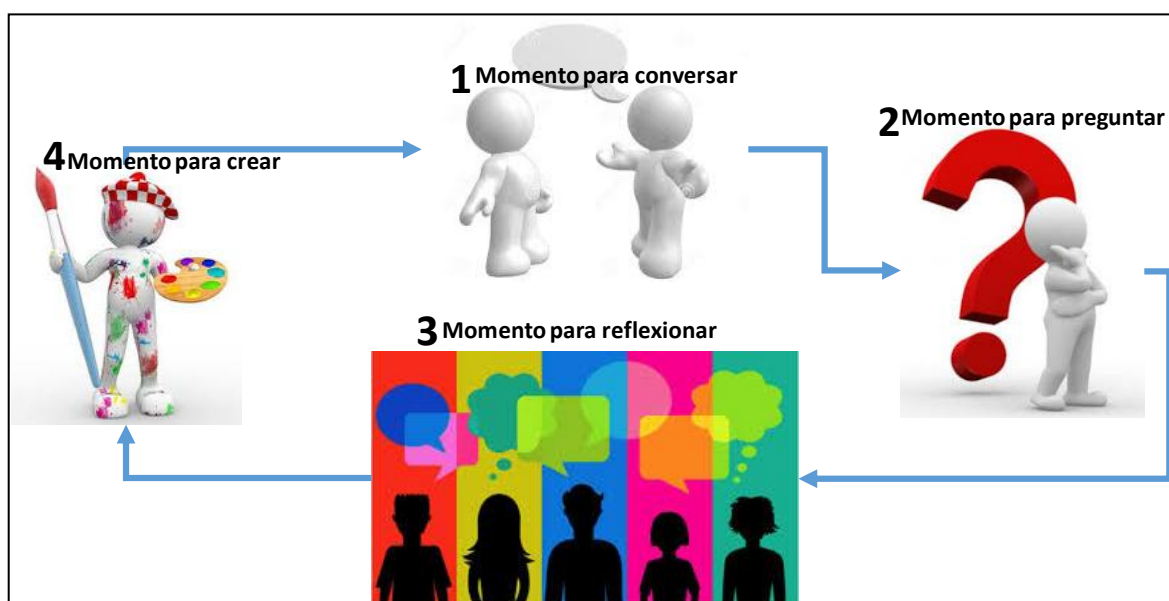 1 Momento para conversar
2 Momento para preguntar
3 Momento para reflexionar
4 Momento para crear